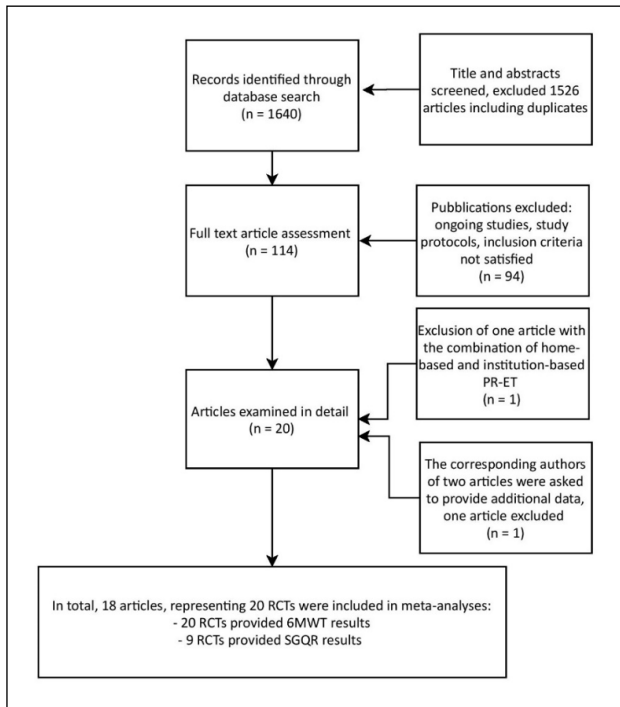 Records identified through
database search
(n = 1640)
Title and abstracts
screened, excluded 1526
articles including duplicates
Full text article assessment
(n = 114)
Pubblications excluded:
ongoing studies, study
protocols, inclusion criteria
not satisfied
(n = 94)
Exclusion of one article with
the combination of home-
based and institution-based
PR-ET
(n = 1)
Articles examined in detail
(n = 20)
The corresponding authors
of two articles were asked
to provide additional data,
one article excluded
(n = 1)
In total, 18 articles, representing 20 RCTs were included in meta-analyses:
- 20 RCTs provided 6MWT results
- 9 RCTs provided SGQR results